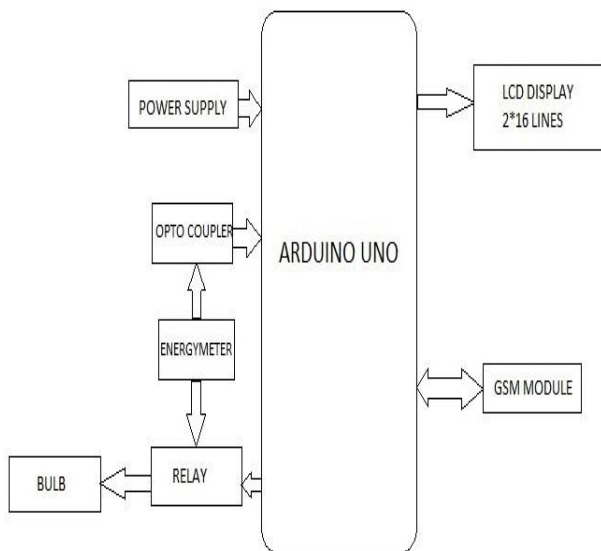 POWER SUPPLY
LCD DISPLAY
2*16 LINES
OPTO COUPLER
ARDUINO UNO
ENERGYMETER
GSM MODULE
BULB
RELAY